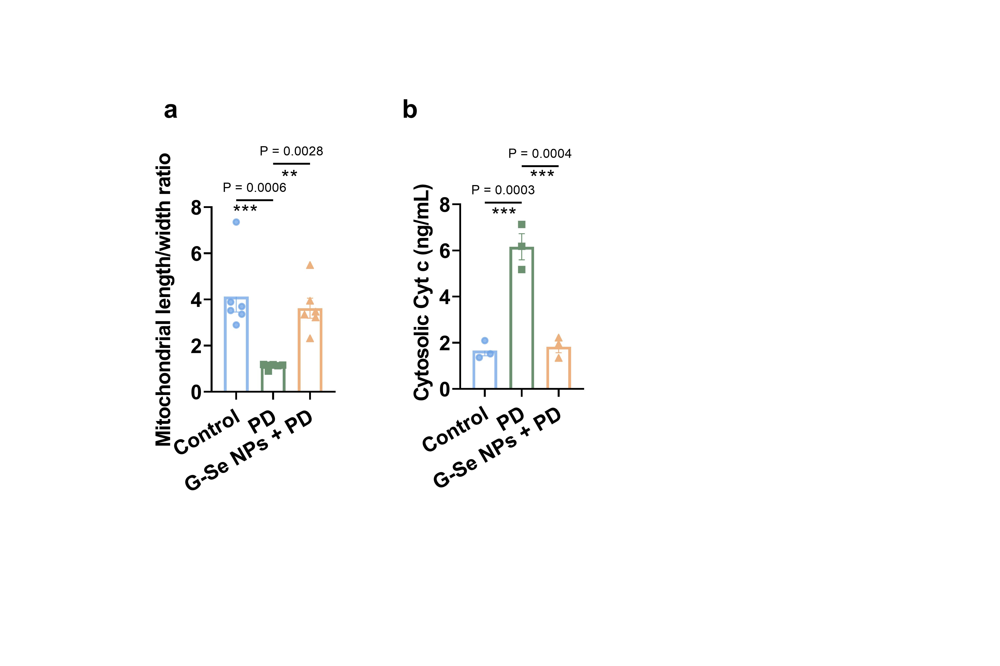 a
P = 0.0028
**
P = 0.0006
***
Mitochondrial length/width ratio
8
6
4
2
0
Control
PD
G-Se NPs + PD
b
P = 0.0004
***
P = 0.0003
***
Cytosolic Cyt c (ng/mL)
8
6
4
2
0
Control
PD
G-Se NPs + PD